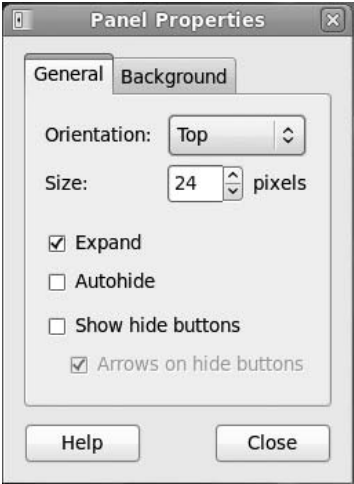 Panel Properties
General Background
Orientation: Top
Size: 24 pixels
Expand
Autohide
Show hide buttons
Arrows on hide buttons
Help Close